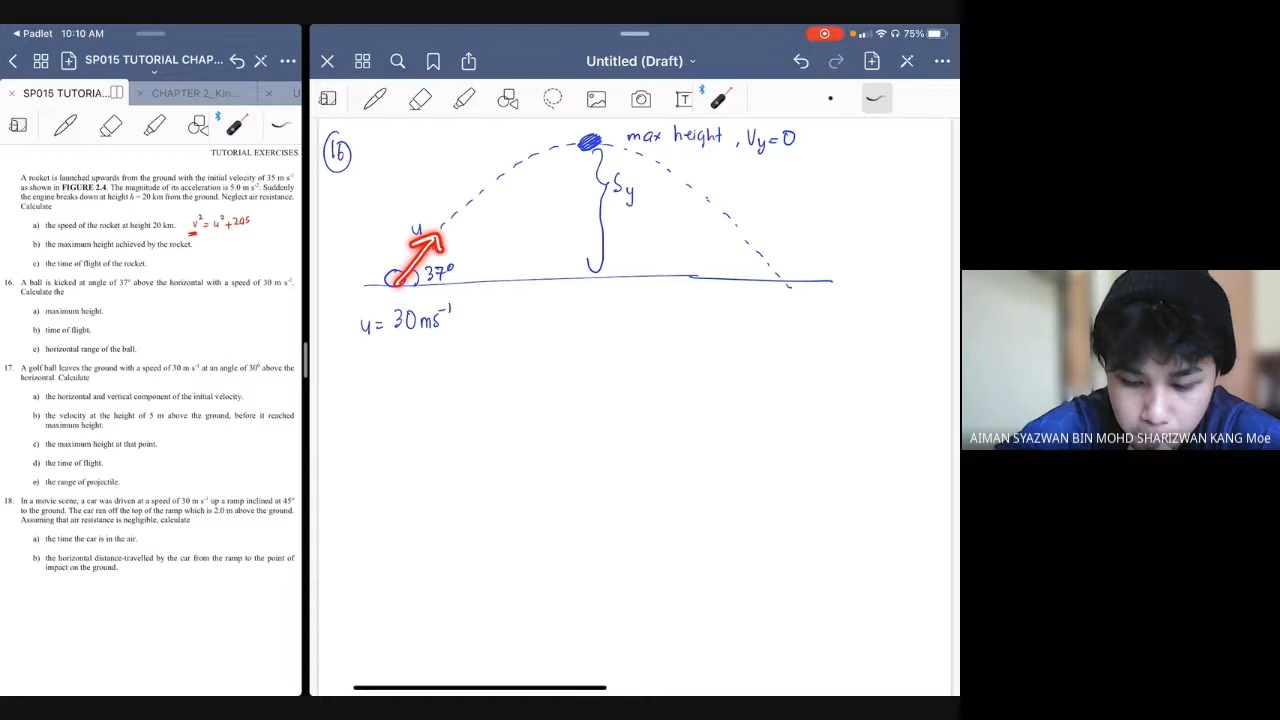 Padlet 10:10 AM
75%
SP015 TUTORIAL CHAP...
Untitled (Draft)
SP015 TUTORIA...
CHAPTER 2_Kin...
U
TUTORIAL EXERCISES
A rocket is launched upwards from the ground with the initial velocity of 35 m s⁻¹
as shown in FIGURE 2.4. The magnitude of its acceleration is 5.0 m s⁻². Suddenly
the engine breaks down at height h = 20 km from the ground. Neglect air resistance.
Calculate
a) the speed of the rocket at height 20 km. v² = u² + 2as
b) the maximum height achieved by the rocket.
c) the time of flight of the rocket.
16. A ball is kicked at angle of 37° above the horizontal with a speed of 30 m s⁻¹.
Calculate the
a) maximum height.
b) time of flight.
c) horizontal range of the ball.
17. A golf ball leaves the ground with a speed of 30 m s⁻¹ at an angle of 30⁰ above the
horizontal. Calculate
a) the horizontal and vertical component of the initial velocity.
b) the velocity at the height of 5 m above the ground, before it reached
maximum height.
c) the maximum height at that point.
d) the time of flight.
e) the range of projectile.
18. In a movie scene, a car was driven at a speed of 30 m s⁻¹ up a ramp inclined at 45°
to the ground. The car ran off the top of the ramp which is 2.0 m above the ground.
Assuming that air resistance is negligible, calculate
a) the time the car is in the air.
b) the horizontal distance-travelled by the car from the ramp to the point of
impact on the ground.
16
max height, Vy = 0
Sy
u
37°
u = 30 ms⁻¹
AIMAN SYAZWAN BIN MOHD SHARIZWAN KANG Moe